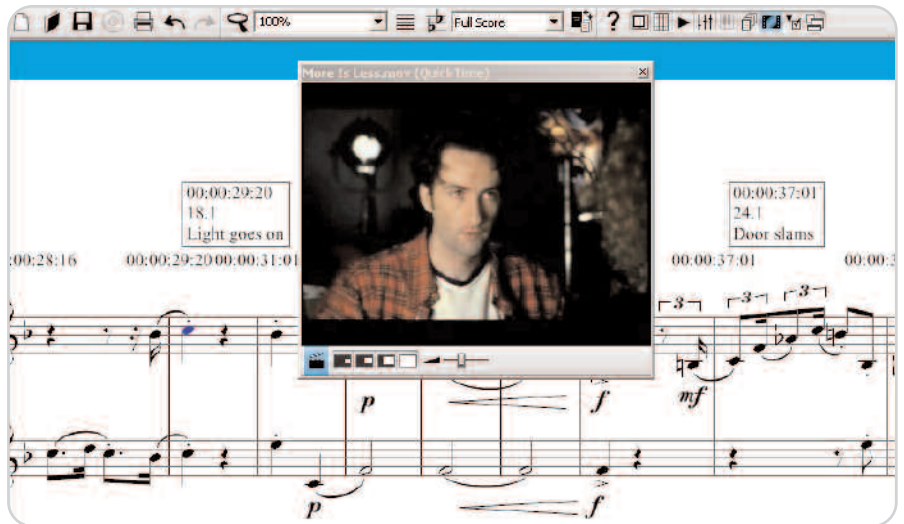 100%
Full Score
More Is Less.mov (QuickTime)
00:00:29:20
18.1
Light goes on
00:00:37:01
24.1
Door slams
:00:28:16 00:00:29:20 00:00:31:01 00:00:37:01 00:00:3
3 3 3
p f mf
p f